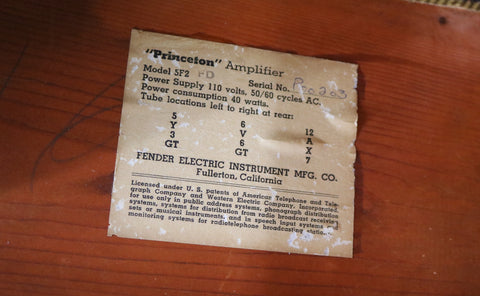 "Princeton" Amplifier
Model 5F2 FD Serial No.
Power Supply 110 volts, 50/60 cycles AC.
Power consumption 40 watts.
Tube locations left to right at rear:
5 6 12
Y V A
3 6 X
GT GT 7
FENDER ELECTRIC INSTRUMENT MFG. CO.
Fullerton, California
Licensed under U. S. patents of American Telephone and Tele-
graph Company and Western Electric Company, Incorporated,
for use only in public address systems, phonograph distribution
systems, systems for distribution from radio broadcast receiving
sets or musical instruments, and in speech input systems
monitoring systems for radiotelephone broadcasting